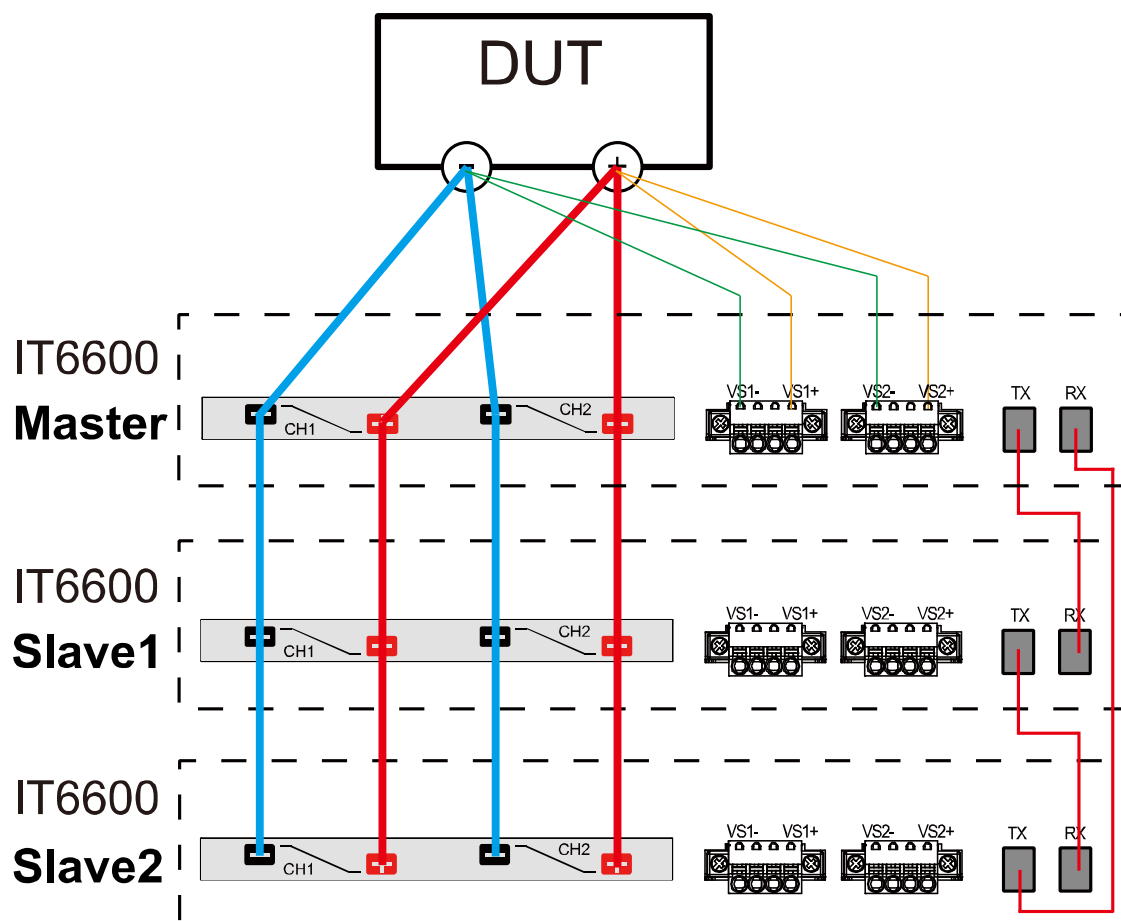 DUT
- +
IT6600
Master
CH1
CH2
VS1- VS1+
VS2- VS2+
TX RX
IT6600
Slave1
CH1
CH2
VS1- VS1+
VS2- VS2+
TX RX
IT6600
Slave2
CH1
CH2
VS1- VS1+
VS2- VS2+
TX RX